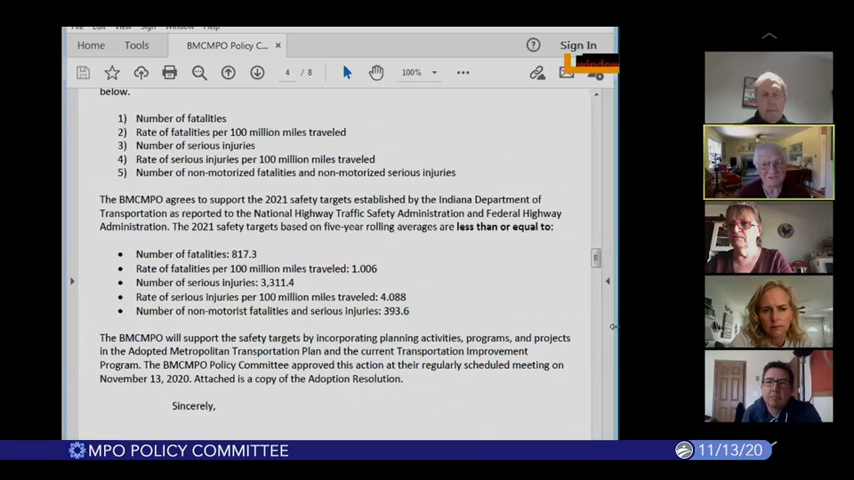 File Edit View Window Help
Home Tools BMCMPO Policy C... × ? Sign In
window
4 / 8 100%
below.
1) Number of fatalities
2) Rate of fatalities per 100 million miles traveled
3) Number of serious injuries
4) Rate of serious injuries per 100 million miles traveled
5) Number of non-motorized fatalities and non-motorized serious injuries
The BMCMPO agrees to support the 2021 safety targets established by the Indiana Department of
Transportation as reported to the National Highway Traffic Safety Administration and Federal Highway
Administration. The 2021 safety targets based on five-year rolling averages are less than or equal to:
• Number of fatalities: 817.3
• Rate of fatalities per 100 million miles traveled: 1.006
• Number of serious injuries: 3,311.4
• Rate of serious injuries per 100 million miles traveled: 4.088
• Number of non-motorist fatalities and serious injuries: 393.6
The BMCMPO will support the safety targets by incorporating planning activities, programs, and projects
in the Adopted Metropolitan Transportation Plan and the current Transportation Improvement
Program. The BMCMPO Policy Committee approved this action at their regularly scheduled meeting on
November 13, 2020. Attached is a copy of the Adoption Resolution.
Sincerely,
MPO POLICY COMMITTEE
11/13/20